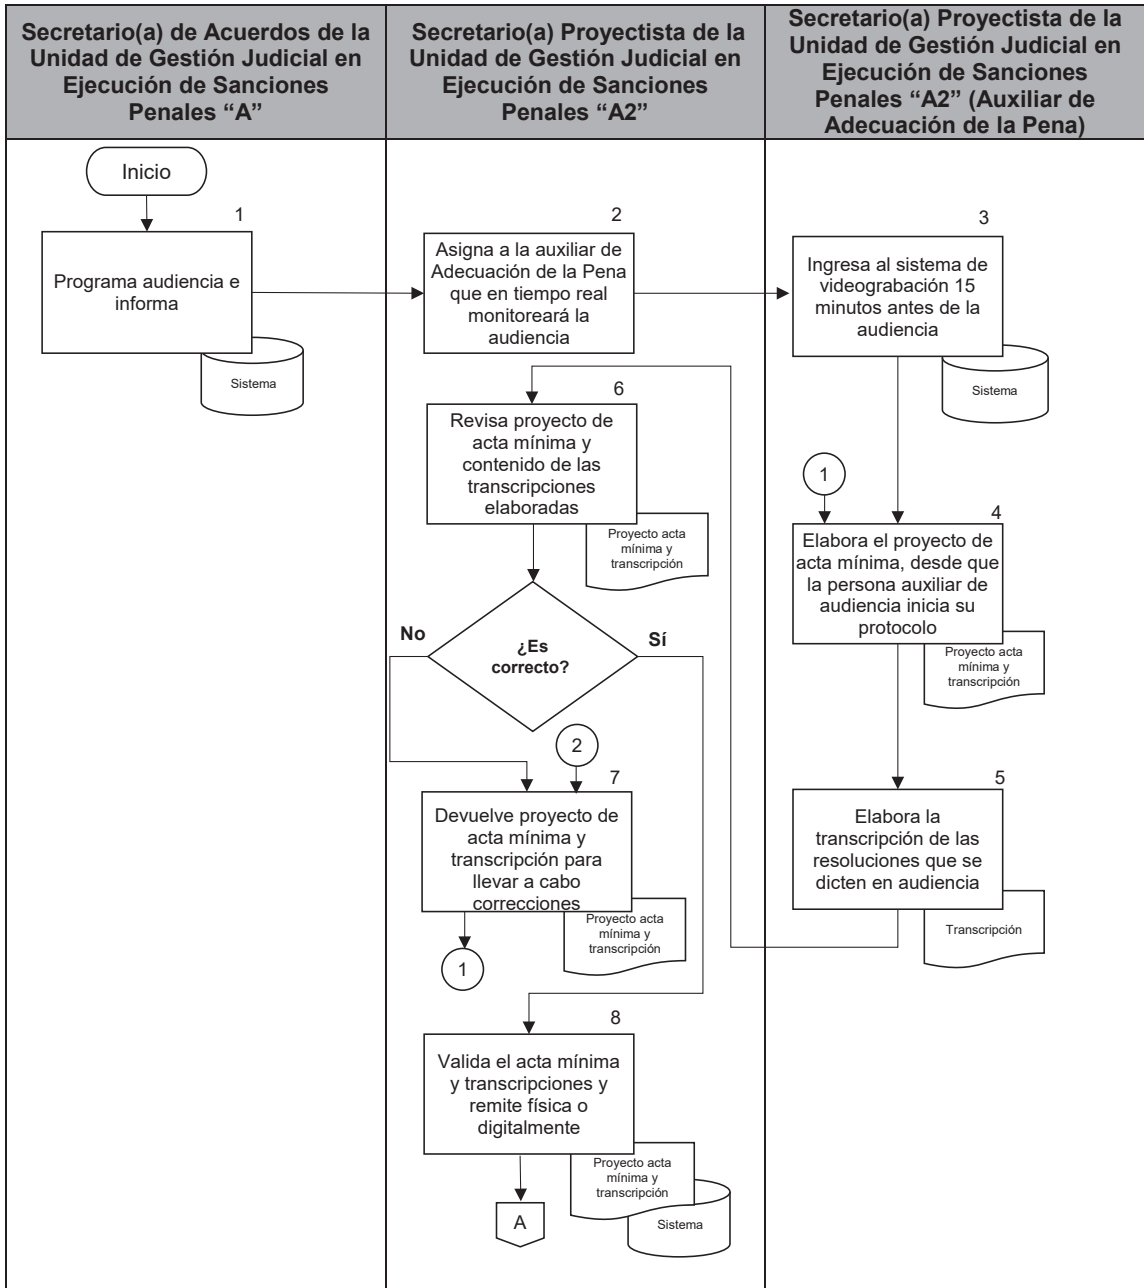 Secretario(a) de Acuerdos de la
Unidad de Gestión Judicial en
Ejecución de Sanciones
Penales “A”
Secretario(a) Proyectista de la
Unidad de Gestión Judicial en
Ejecución de Sanciones
Penales “A2”
Secretario(a) Proyectista de la
Unidad de Gestión Judicial en
Ejecución de Sanciones
Penales “A2” (Auxiliar de
Adecuación de la Pena)
Inicio
1
Programa audiencia e
informa
Sistema
2
Asigna a la auxiliar de
Adecuación de la Pena
que en tiempo real
monitoreará la
audiencia
3
Ingresa al sistema de
videograbación 15
minutos antes de la
audiencia
Sistema
1
4
Elabora el proyecto de
acta mínima, desde que
la persona auxiliar de
audiencia inicia su
protocolo
Proyecto acta
mínima y
transcripción
5
Elabora la
transcripción de las
resoluciones que se
dicten en audiencia
Transcripción
6
Revisa proyecto de
acta mínima y
contenido de las
transcripciones
elaboradas
Proyecto acta
mínima y
transcripción
No
¿Es
correcto?
Sí
2
7
Devuelve proyecto de
acta mínima y
transcripción para
llevar a cabo
correcciones
Proyecto acta
mínima y
transcripción
1
8
Valida el acta mínima
y transcripciones y
remite física o
digitalmente
Proyecto acta
mínima y
transcripción
Sistema
A